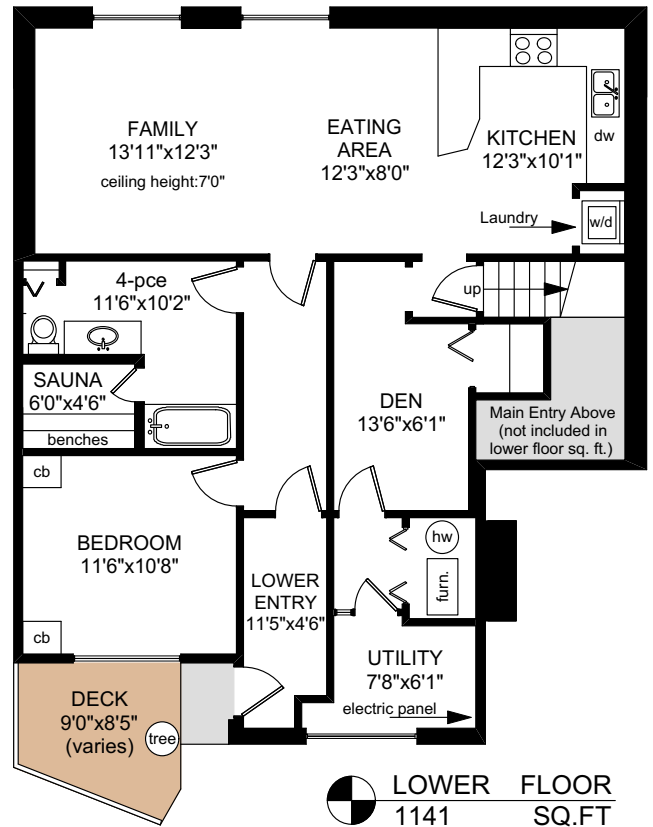 FAMILY
13'11"x12'3"
ceiling height:7'0"
EATING
AREA
12'3"x8'0"
KITCHEN
12'3"x10'1"
dw
Laundry
w/d
4-pce
11'6"x10'2"
up
SAUNA
6'0"x4'6"
benches
DEN
13'6"x6'1"
Main Entry Above
(not included in
lower floor sq. ft.)
cb
BEDROOM
11'6"x10'8"
cb
LOWER
ENTRY
11'5"x4'6"
hw
furn.
UTILITY
7'8"x6'1"
electric panel
DECK
9'0"x8'5"
(varies)
tree
LOWER FLOOR
1141 SQ.FT